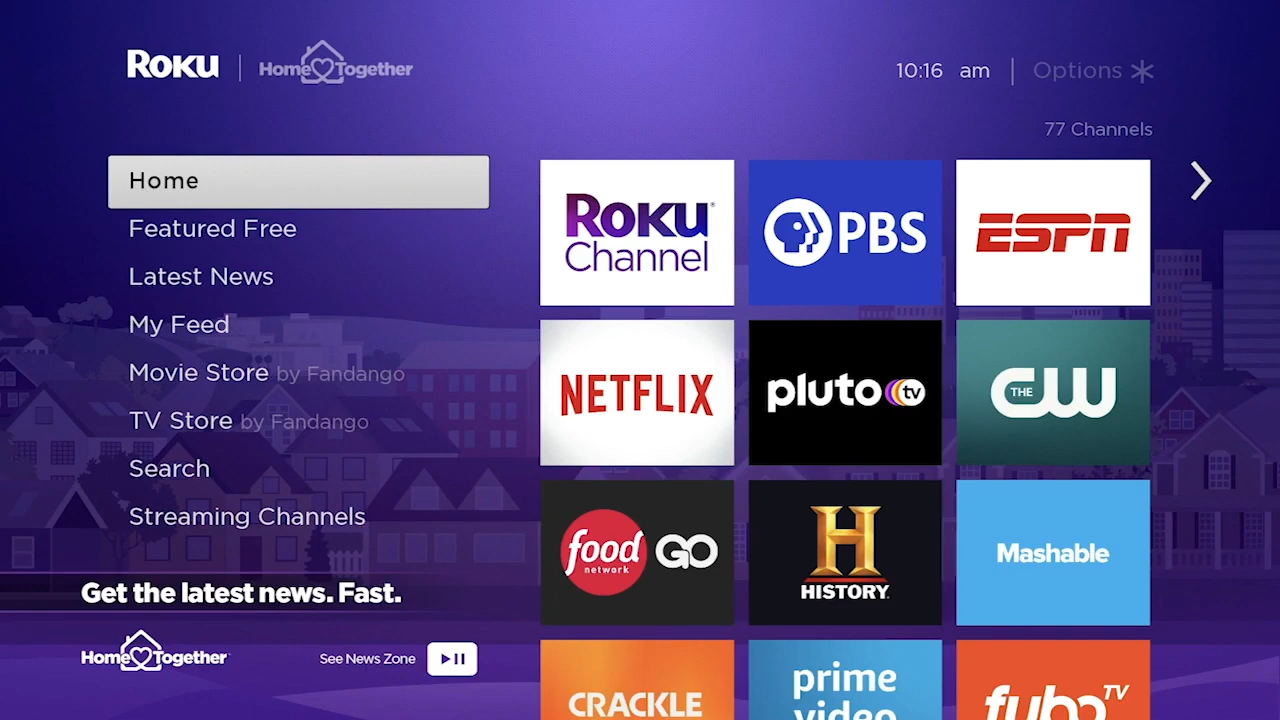 Roku | Home Together
10:16 am | Options
77 Channels
Home
Featured Free
Latest News
My Feed
Movie Store by Fandango
TV Store by Fandango
Search
Streaming Channels
Get the latest news. Fast.
Home Together
See News Zone
Roku
Channel
PBS
ESPN
NETFLIX
pluto tv
THE CW
food
network
GO
H
HISTORY
Mashable
CRACKLE
prime
video
fubo TV